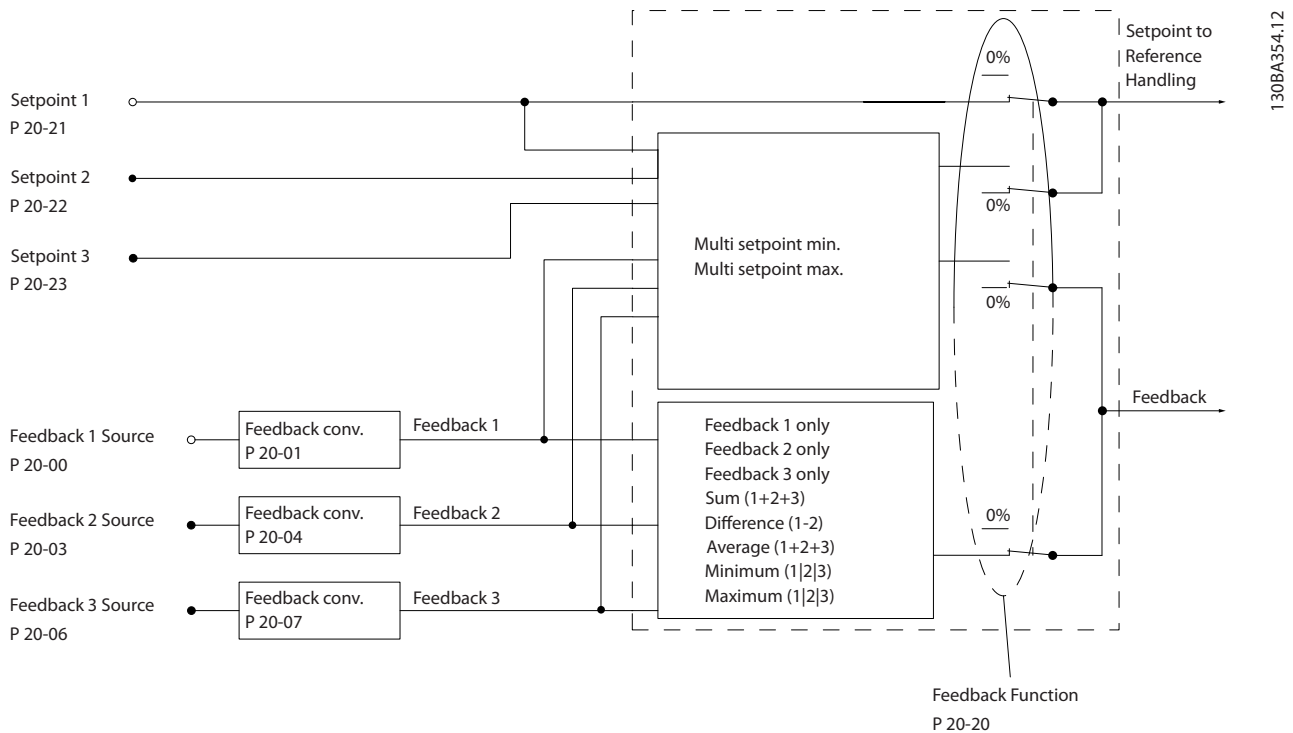 Setpoint 1
P 20-21
Setpoint 2
P 20-22
Setpoint 3
P 20-23
Feedback 1 Source
P 20-00
Feedback conv.
P 20-01
Feedback 1
Feedback 2 Source
P 20-03
Feedback conv.
P 20-04
Feedback 2
Feedback 3 Source
P 20-06
Feedback conv.
P 20-07
Feedback 3
Multi setpoint min.
Multi setpoint max.
Feedback 1 only
Feedback 2 only
Feedback 3 only
Sum (1+2+3)
Difference (1-2)
Average (1+2+3)
Minimum (1|2|3)
Maximum (1|2|3)
0%
0%
0%
0%
Setpoint to
Reference
Handling
Feedback
Feedback Function
P 20-20
130BA354.12